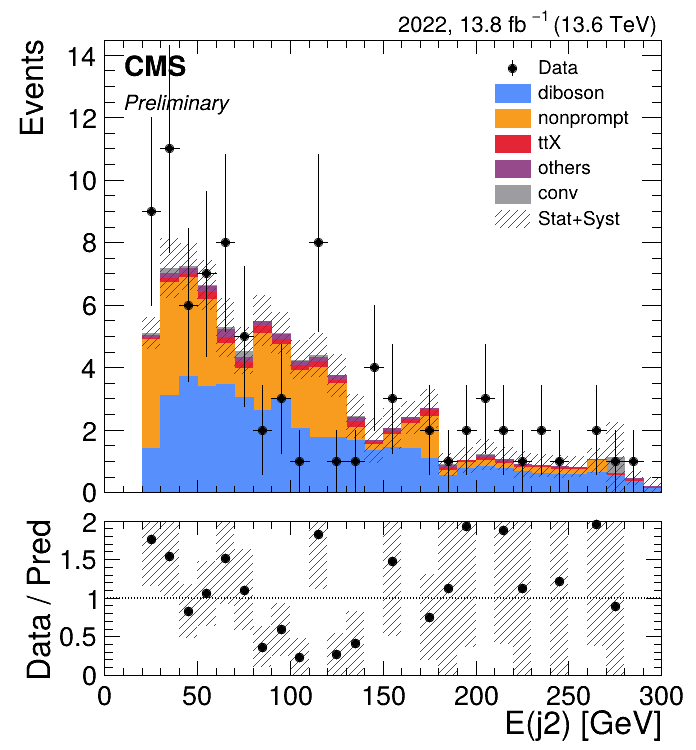 2022, 13.8 fb⁻¹ (13.6 TeV)
CMS
Preliminary
Events
Data
diboson
nonprompt
ttX
others
conv
Stat+Syst
14
12
10
8
6
4
2
0
Data / Pred
2
1.5
1
0.5
0
0 50 100 150 200 250 300
E(j2) [GeV]